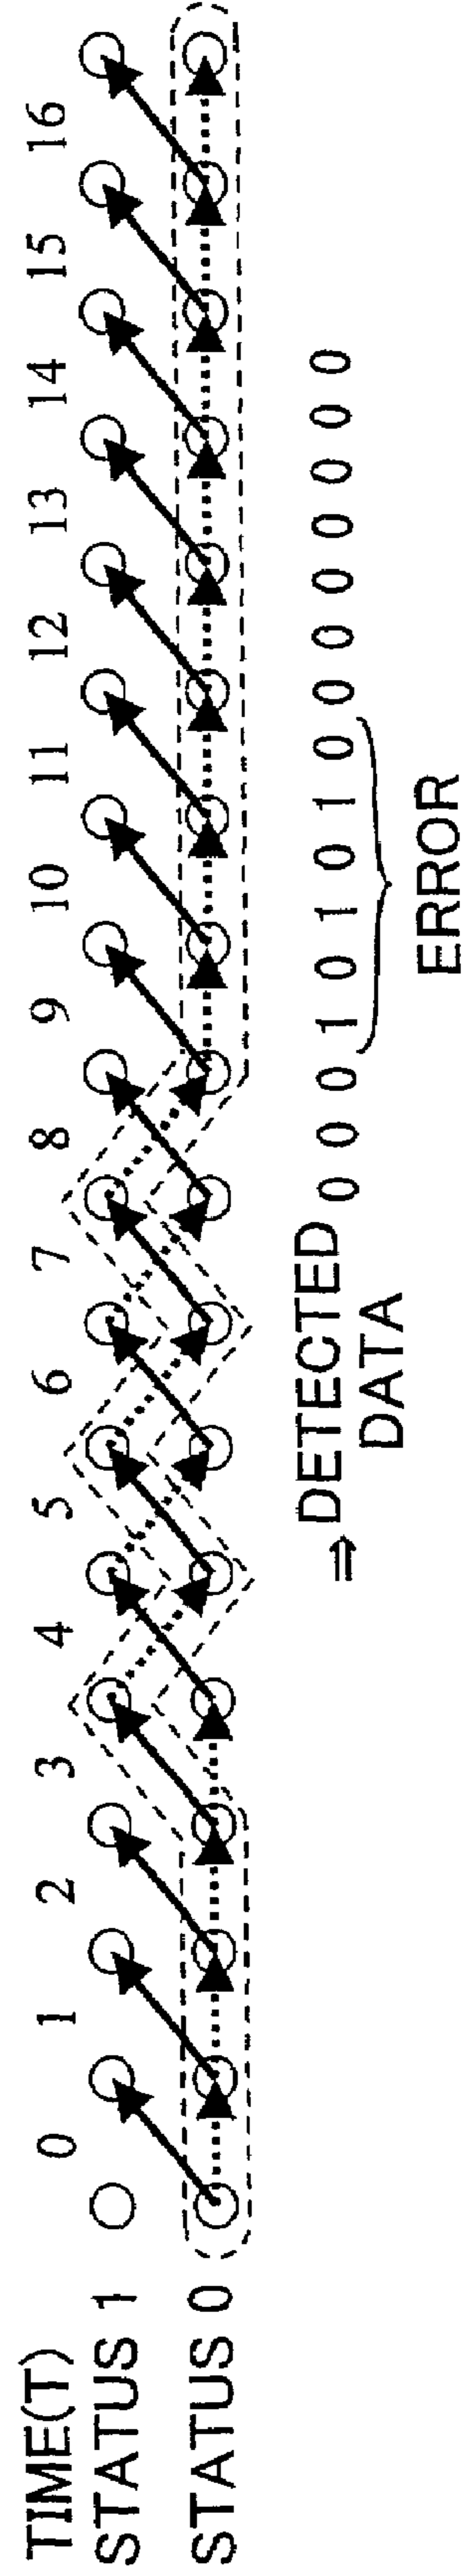 TIME(T) 0 1 2 3 4 5 6 7 8 9 10 11 12 13 14 15 16
STATUS 1
STATUS 0
⇒ DETECTED DATA 0 0 0 1 0 1 0 1 0 0 0 0 0 0 0 0
ERROR